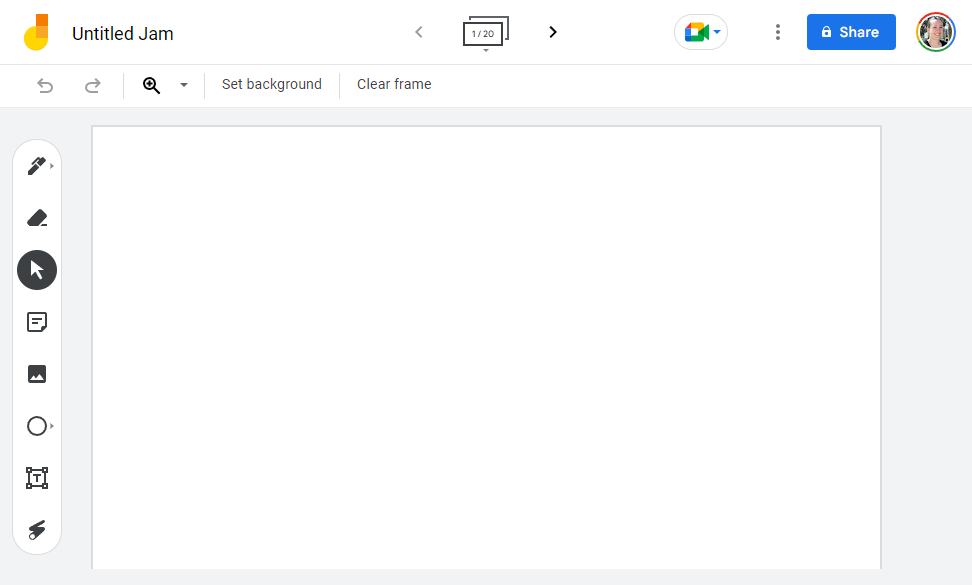 Untitled Jam
1 / 20
Share
Set background
Clear frame
T